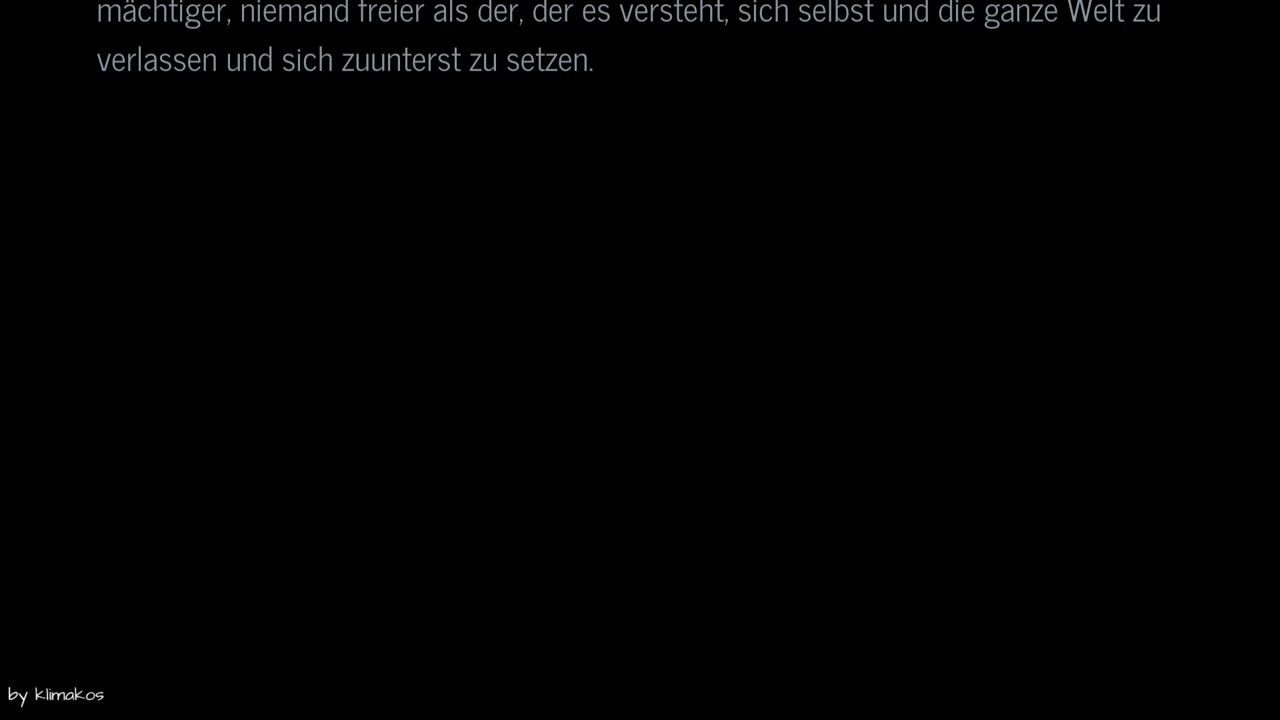 mächtiger, niemand freier als der, der es versteht, sich selbst und die ganze Welt zu
verlassen und sich zuunterst zu setzen.
by klimakos